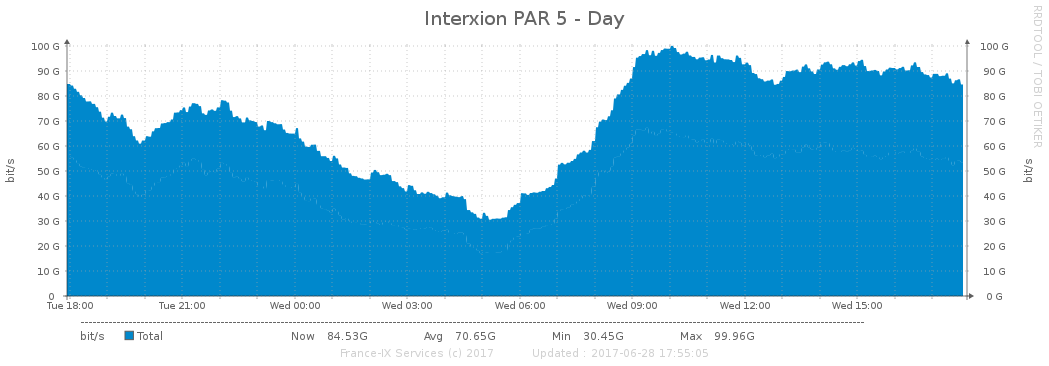 Interxion PAR 5 - Day
RRDTOOL / TOBI OETIKER
100 G 100 G
90 G 90 G
80 G 80 G
70 G 70 G
60 G 60 G
50 G 50 G
40 G 40 G
30 G 30 G
20 G 20 G
10 G 10 G
0 0 G
bit/s bit/s
Tue 18:00 Tue 21:00 Wed 00:00 Wed 03:00 Wed 06:00 Wed 09:00 Wed 12:00 Wed 15:00
bit/s Total Now 84.53G Avg 70.65G Min 30.45G Max 99.96G
France-IX Services (c) 2017 Updated : 2017-06-28 17:55:05